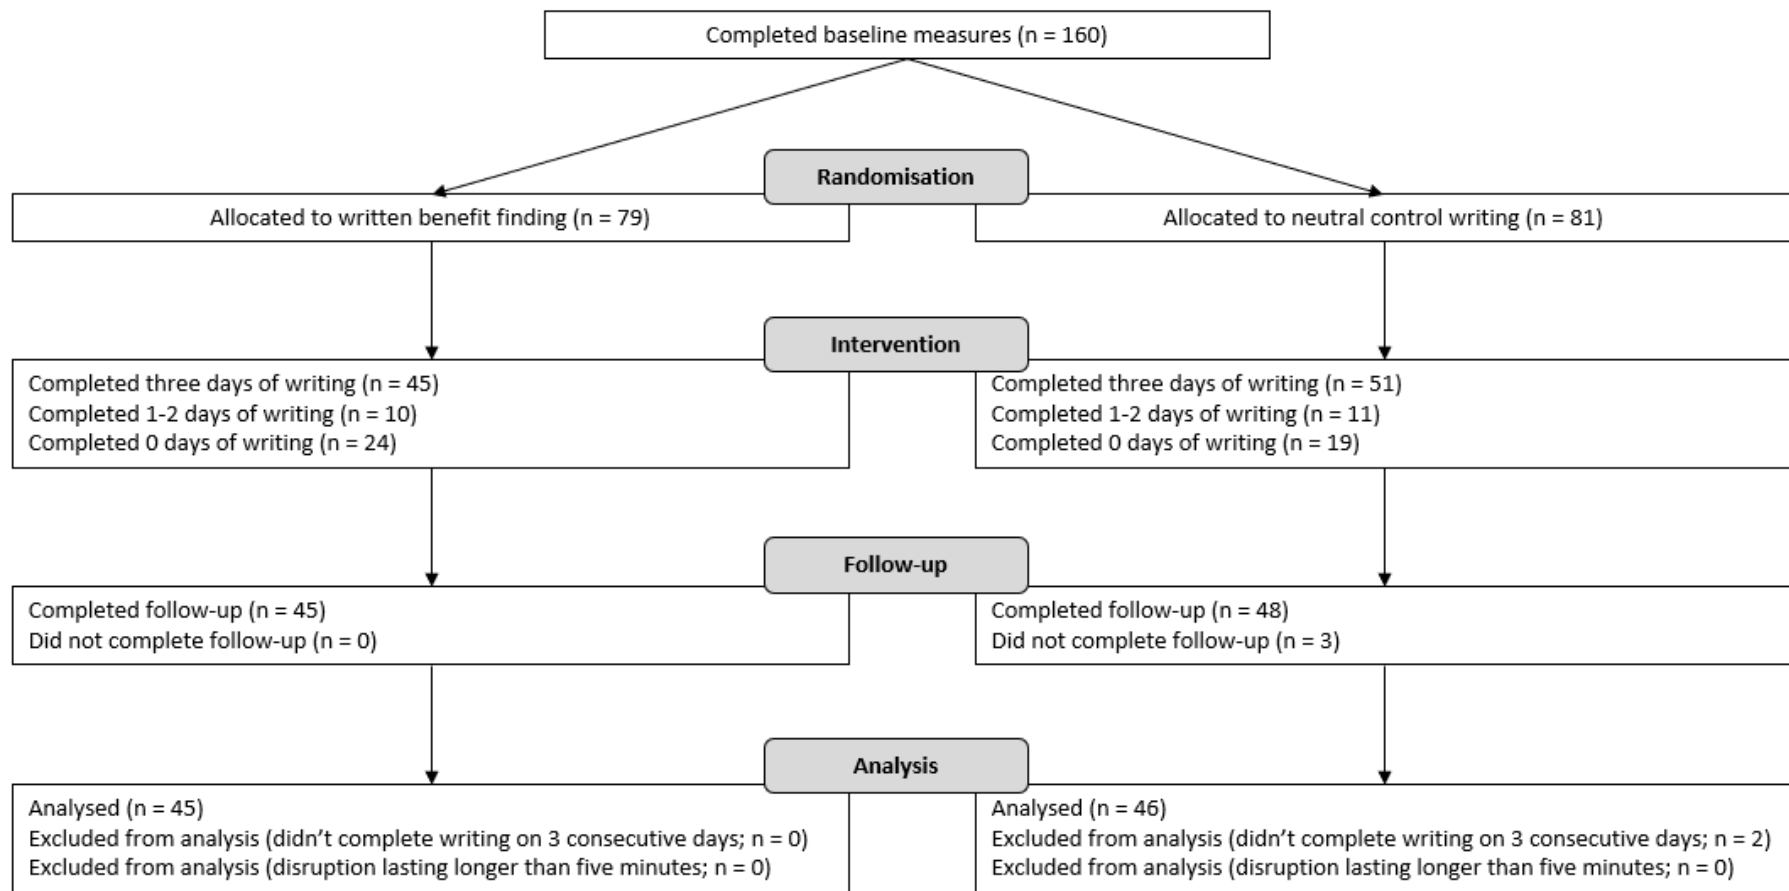 Completed baseline measures (n = 160)
Randomisation
Allocated to written benefit finding (n = 79)
Allocated to neutral control writing (n = 81)
Intervention
Completed three days of writing (n = 45)
Completed 1-2 days of writing (n = 10)
Completed 0 days of writing (n = 24)
Completed three days of writing (n = 51)
Completed 1-2 days of writing (n = 11)
Completed 0 days of writing (n = 19)
Follow-up
Completed follow-up (n = 45)
Did not complete follow-up (n = 0)
Completed follow-up (n = 48)
Did not complete follow-up (n = 3)
Analysis
Analysed (n = 45)
Excluded from analysis (didn’t complete writing on 3 consecutive days; n = 0)
Excluded from analysis (disruption lasting longer than five minutes; n = 0)
Analysed (n = 46)
Excluded from analysis (didn’t complete writing on 3 consecutive days; n = 2)
Excluded from analysis (disruption lasting longer than five minutes; n = 0)